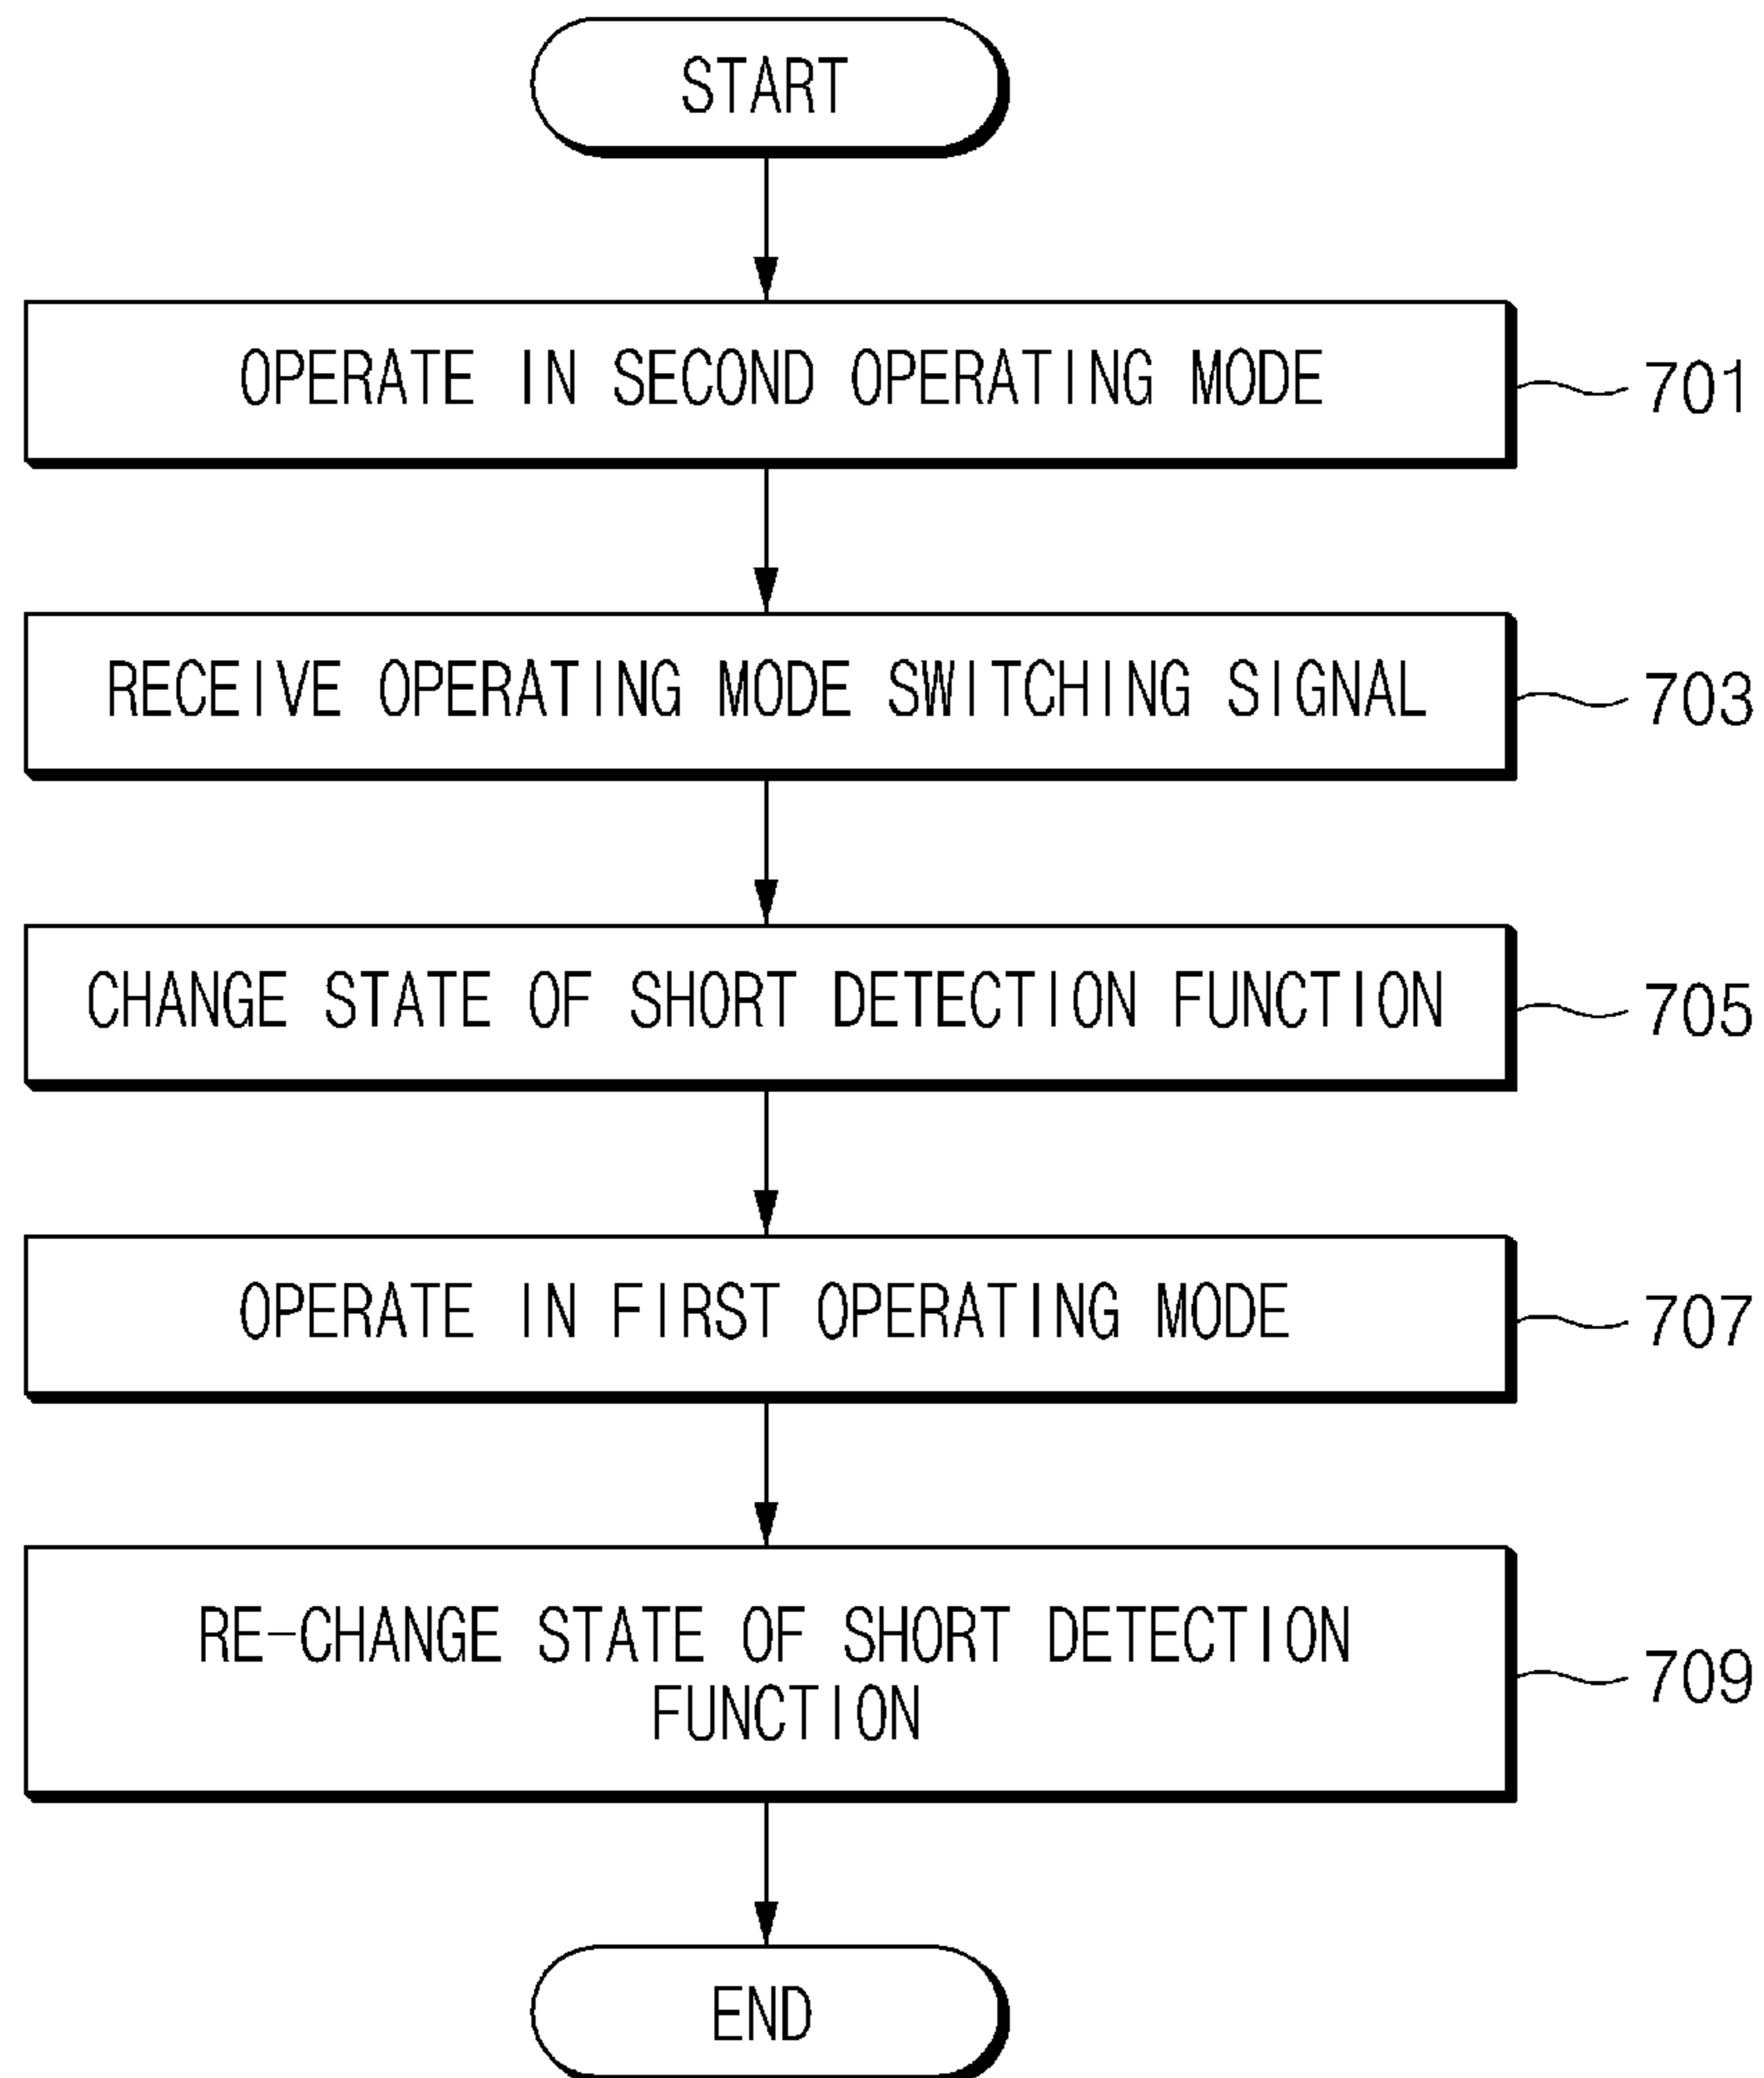 START
OPERATE IN SECOND OPERATING MODE
701
RECEIVE OPERATING MODE SWITCHING SIGNAL
703
CHANGE STATE OF SHORT DETECTION FUNCTION
705
OPERATE IN FIRST OPERATING MODE
707
RE-CHANGE STATE OF SHORT DETECTION
FUNCTION
709
END